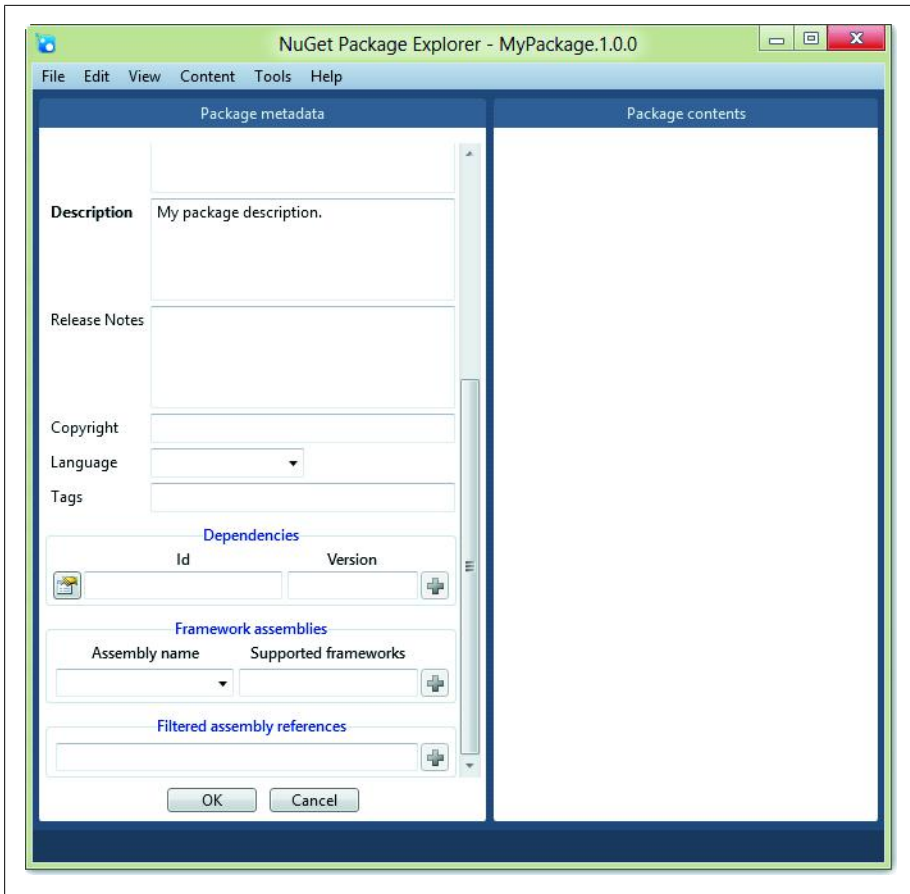 NuGet Package Explorer - MyPackage.1.0.0
File Edit View Content Tools Help
Package metadata
Package contents
Description
My package description.
Release Notes
Copyright
Language
Tags
Dependencies
Id Version
Framework assemblies
Assembly name Supported frameworks
Filtered assembly references
OK Cancel